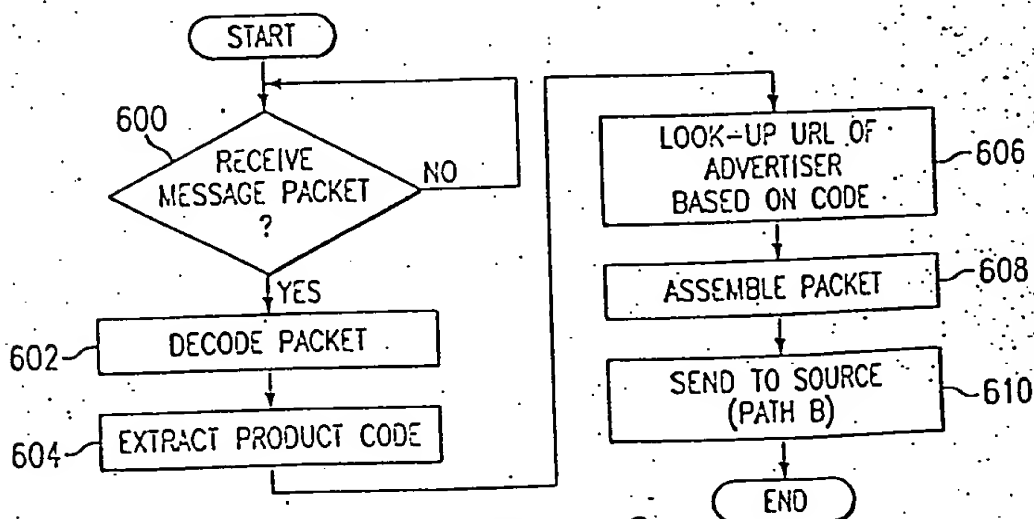 START
600
RECEIVE
MESSAGE PACKET
?
NO
YES
602
DECODE PACKET
604
EXTRACT PRODUCT CODE
LOOK-UP URL OF
ADVERTISER
BASED ON CODE
606
ASSEMBLE PACKET
608
SEND TO SOURCE
(PATH B)
610
END